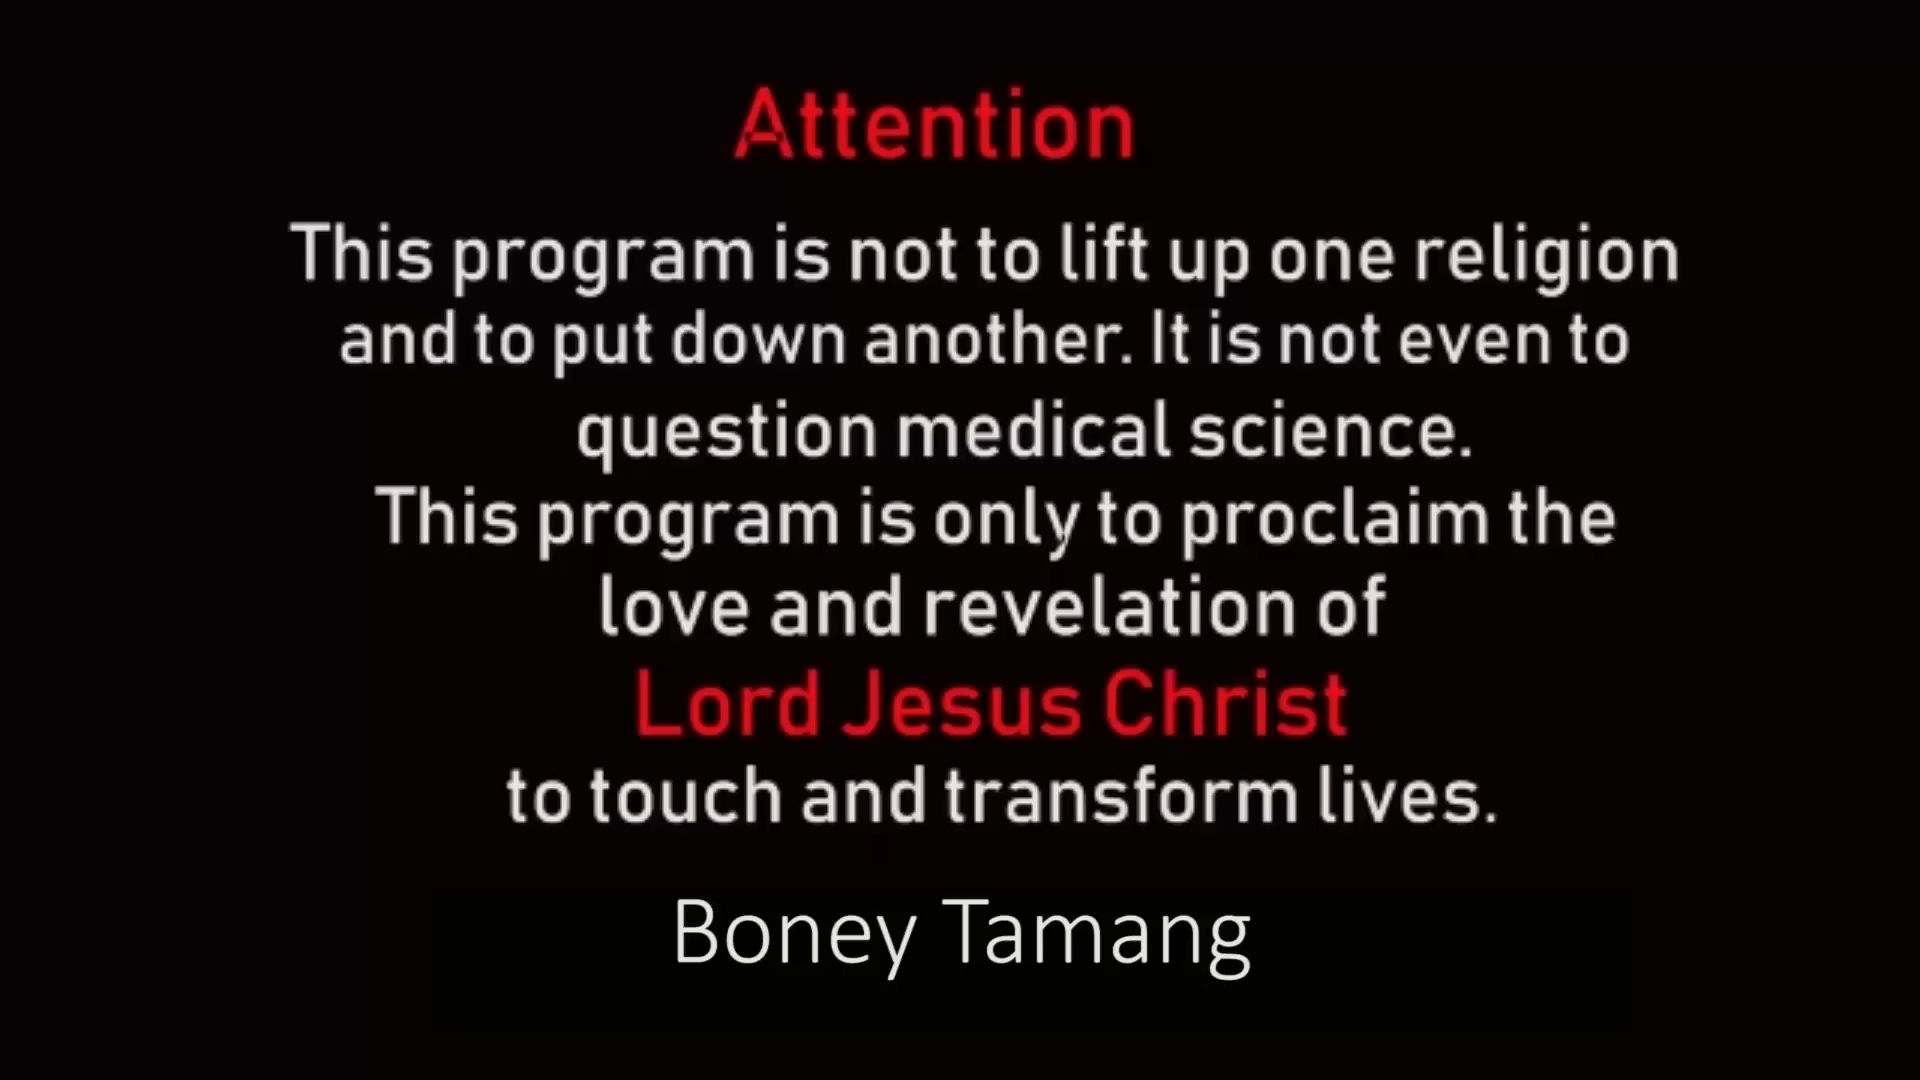 Attention
This program is not to lift up one religion
and to put down another. It is not even to
question medical science.
This program is only to proclaim the
love and revelation of
Lord Jesus Christ
to touch and transform lives.
Boney Tamang